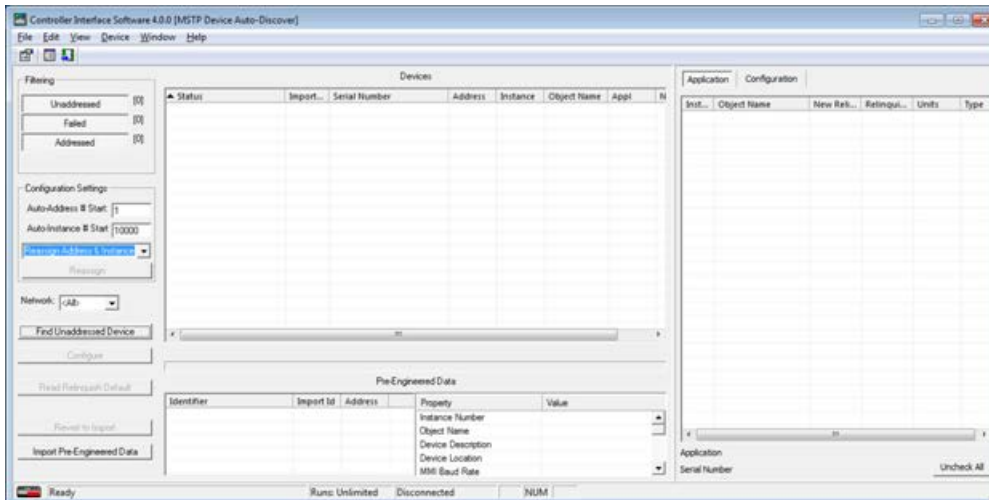 Controller Interface Software 4.0.0 [MSTP Device Auto-Discover]
File Edit View Device Window Help
Filtering
Unaddressed [0]
Failed [0]
Addressed [0]
Configuration Settings
Auto-Address # Start: 1
Auto-Instance # Start 10000
Reassign Address & Instance
Reassign
Network: <All>
Find Unaddressed Device
Configure
Read Relinquish Default
Revert to Import
Import Pre-Engineered Data
Devices
Status Import... Serial Number Address Instance Object Name Appl N
Pre-Engineered Data
Identifier Import Id Address
Property Value
Instance Number
Object Name
Device Description
Device Location
MMI Baud Rate
Application Configuration
Inst... Object Name New Reli... Relinqui... Units Type
Application
Serial Number
Uncheck All
Ready Runs: Unlimited Disconnected NUM